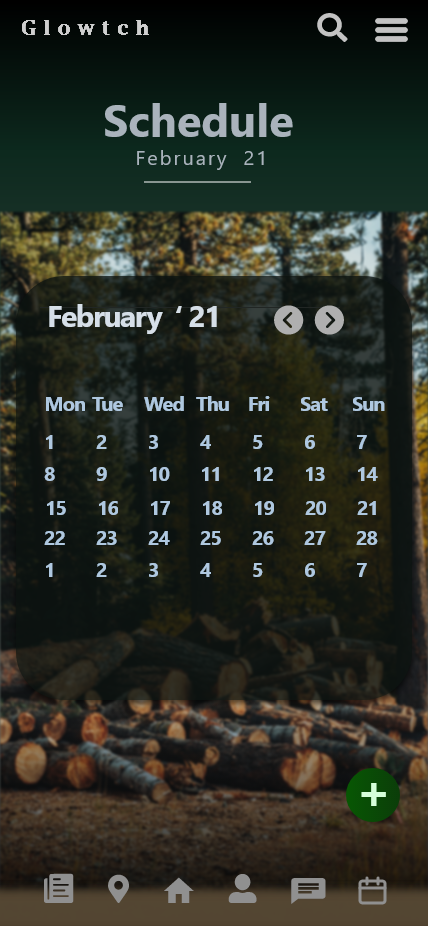 Glowtch
Schedule
February 21
February ‘ 21
Mon Tue Wed Thu Fri Sat Sun
1 2 3 4 5 6 7
8 9 10 11 12 13 14
15 16 17 18 19 20 21
22 23 24 25 26 27 28
1 2 3 4 5 6 7
+